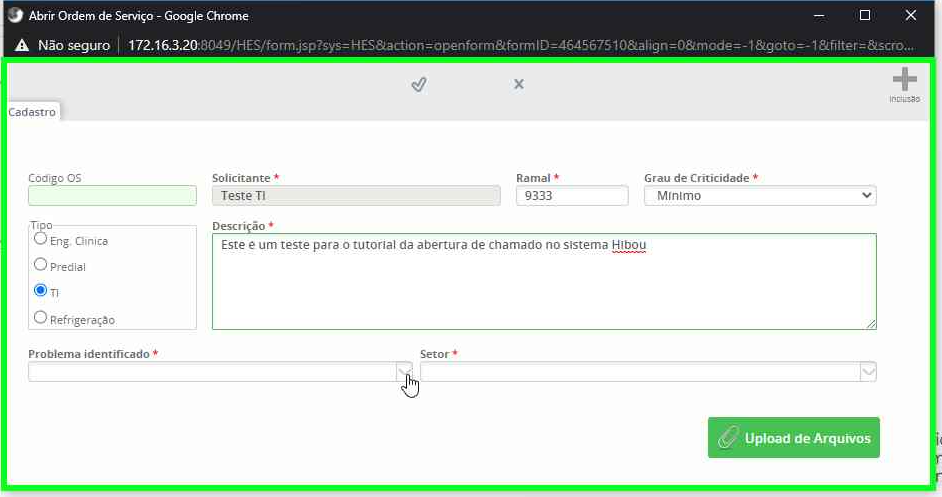 Abrir Ordem de Serviço - Google Chrome
Não seguro 172.16.3.20:8049/HES/form.jsp?sys=HES&action=openform&formID=464567510&align=0&mode=-1&goto=-1&filter=&scro...
Inclusão
Cadastro
Codigo OS Solicitante * Ramal * Grau de Criticidade *
Teste TI 9333 Mínimo
Tipo Descrição *
Eng. Clinica Este é um teste para o tutorial da abertura de chamado no sistema Hibou
Predial
TI
Refrigeração
Problema identificado * Setor *
Upload de Arquivos